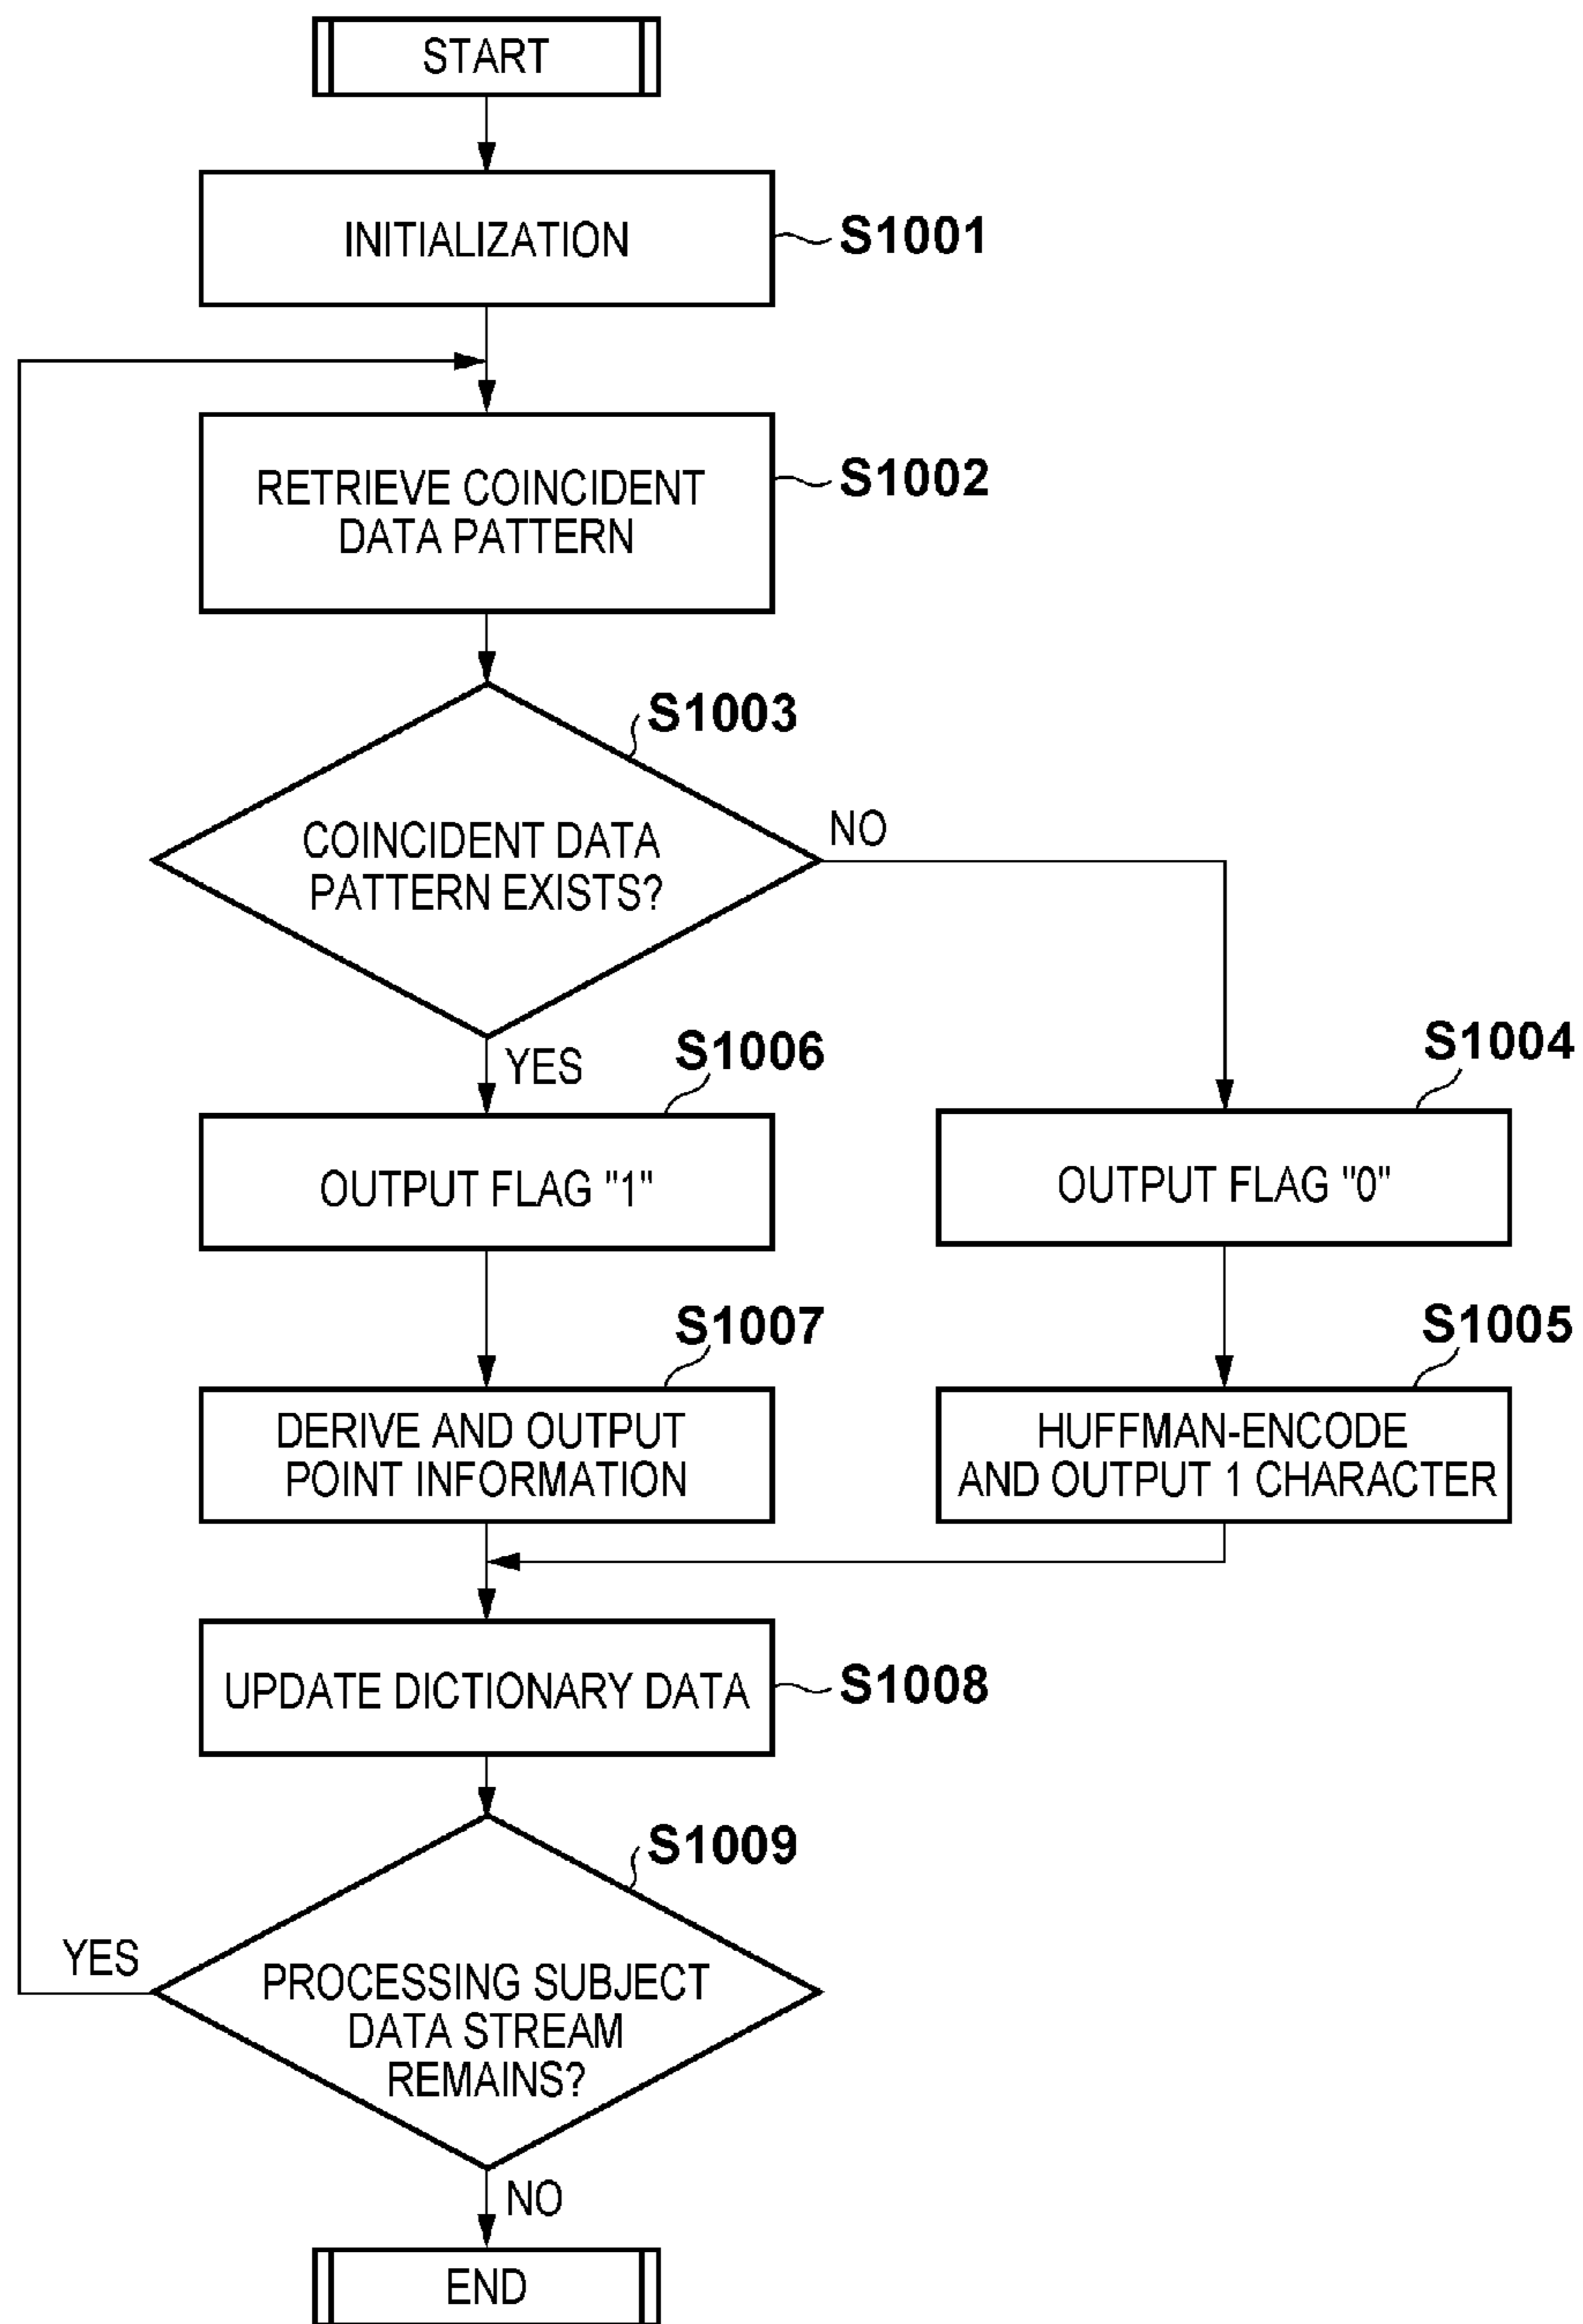 START
INITIALIZATION
S1001
RETRIEVE COINCIDENT
DATA PATTERN
S1002
S1003
COINCIDENT DATA
PATTERN EXISTS?
NO
YES
S1006
OUTPUT FLAG "1"
S1004
OUTPUT FLAG "0"
S1007
DERIVE AND OUTPUT
POINT INFORMATION
S1005
HUFFMAN-ENCODE
AND OUTPUT 1 CHARACTER
UPDATE DICTIONARY DATA
S1008
S1009
YES
PROCESSING SUBJECT
DATA STREAM
REMAINS?
NO
END